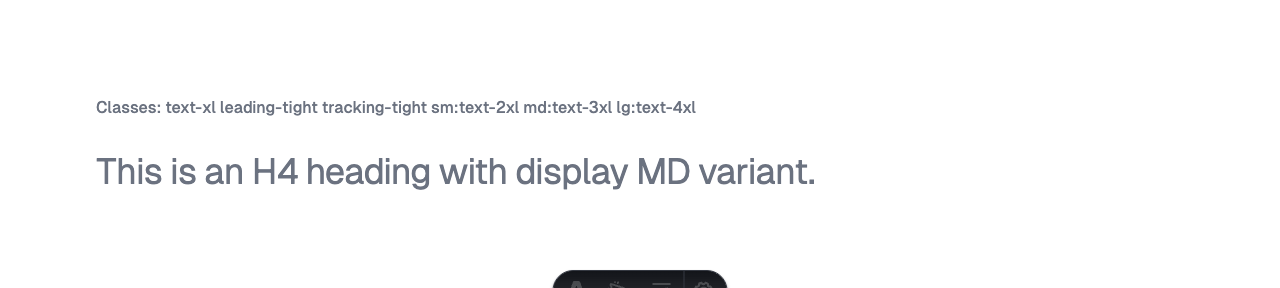 Classes: text-xl leading-tight tracking-tight sm:text-2xl md:text-3xl lg:text-4xl
This is an H4 heading with display MD variant.